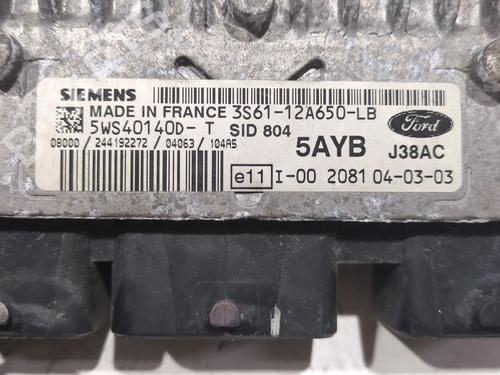 SIEMENS
MADE IN FRANCE 3S61-12A650-LB
5WS40140D-T SID 804
Ford
08000 / 244192272 / 04063 / 104A5
5AYB J38AC
e11 I-00 2081 04-03-03